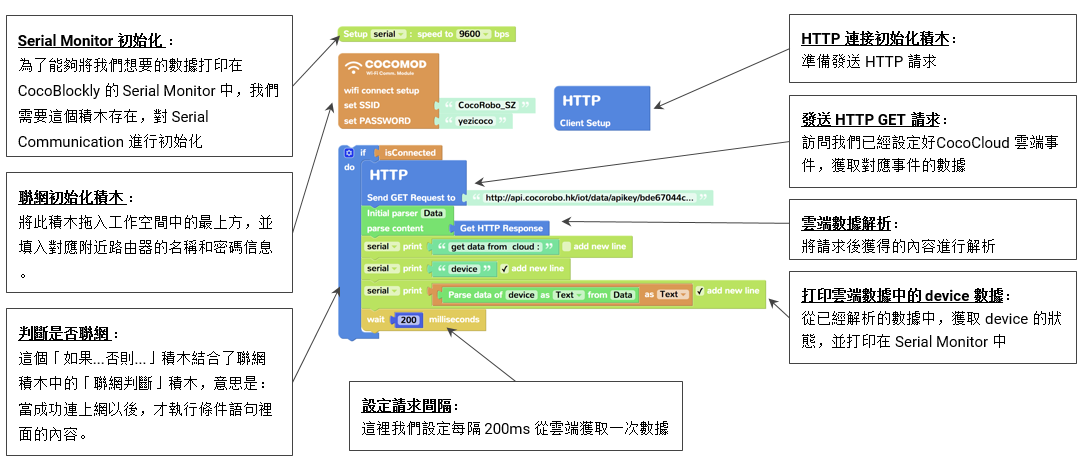 Serial Monitor 初始化：
為了能夠將我們想要的數據打印在
CocoBlockly 的 Serial Monitor 中，我們
需要這個積木存在，對 Serial
Communication 進行初始化
聯網初始化積木：
將此積木拖入工作空間中的最上方，並
填入對應附近路由器的名稱和密碼信息
。
判斷是否聯網：
這個「如果...否則...」積木結合了聯網
積木中的「聯網判斷」積木，意思是：
當成功連上網以後，才執行條件語句裡
面的內容。
Setup serial : speed to 9600 bps
COCOMOD
Wi-Fi Comm. Module
wifi connect setup
set SSID “ CocoRobo_SZ ”
set PASSWORD “ yezicoco ”
HTTP
Client Setup
if isConnected
do
HTTP
Send GET Request to “ http://api.cocorobo.hk/iot/data/apikey/bde67044c... ”
Initial parser Data
parse content Get HTTP Response
serial print “ get data from cloud : ” add new line
serial print “ device ” ✓ add new line
serial print Parse data of device as Text from Data as Text ✓ add new line
wait 200 milliseconds
設定請求間隔：
這裡我們設定每隔 200ms 從雲端獲取一次數據
HTTP 連接初始化積木：
準備發送 HTTP 請求
發送 HTTP GET 請求：
訪問我們已經設定好CocoCloud 雲端事
件，獲取對應事件的數據
雲端數據解析：
將請求後獲得的內容進行解析
打印雲端數據中的 device 數據：
從已經解析的數據中，獲取 device 的狀
態，並打印在 Serial Monitor 中